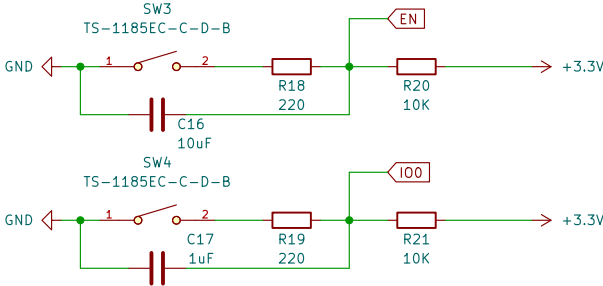 SW3
TS-1185EC-C-D-B
EN
GND
1
2
+3.3V
R18
220
R20
10K
C16
10uF
SW4
TS-1185EC-C-D-B
IO0
GND
1
2
+3.3V
C17
1uF
R19
220
R21
10K